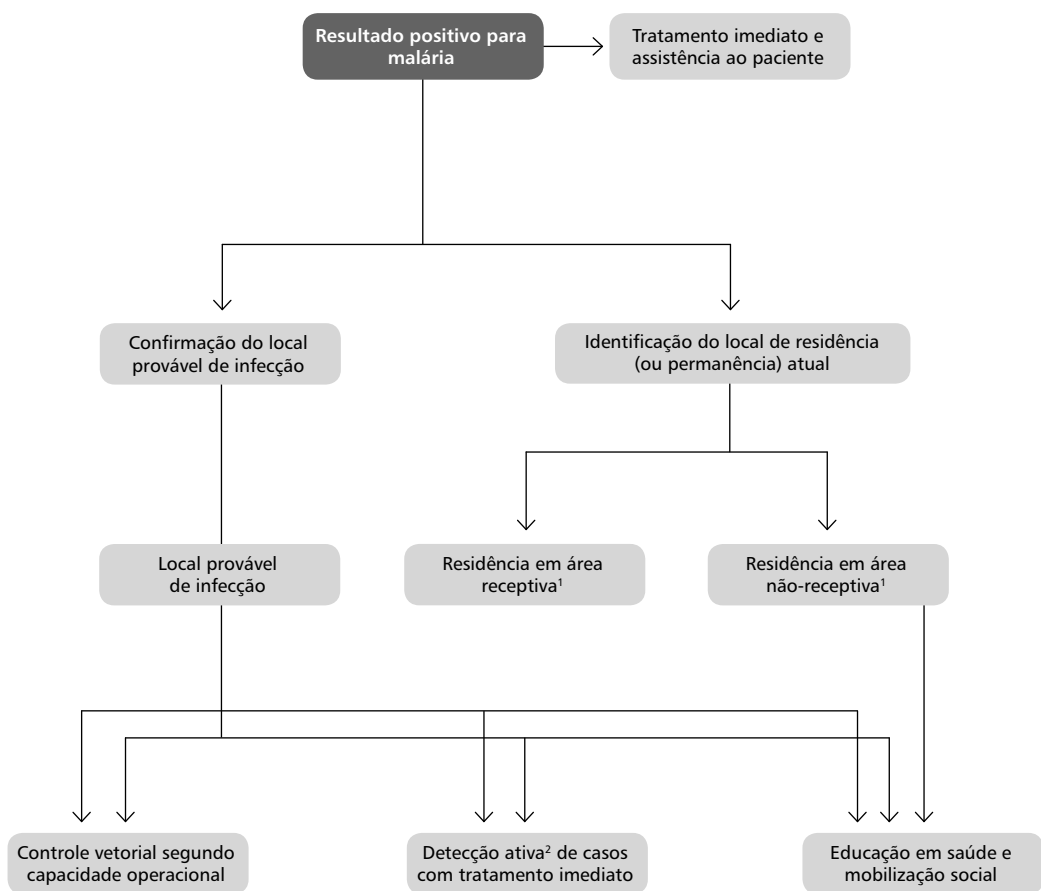 Resultado positivo para
malária
Tratamento imediato e
assistência ao paciente
Confirmação do local
provável de infecção
Identificação do local de residência
(ou permanência) atual
Local provável
de infecção
Residência em área
receptiva¹
Residência em área
não-receptiva¹
Controle vetorial segundo
capacidade operacional
Detecção ativa² de casos
com tratamento imediato
Educação em saúde e
mobilização social